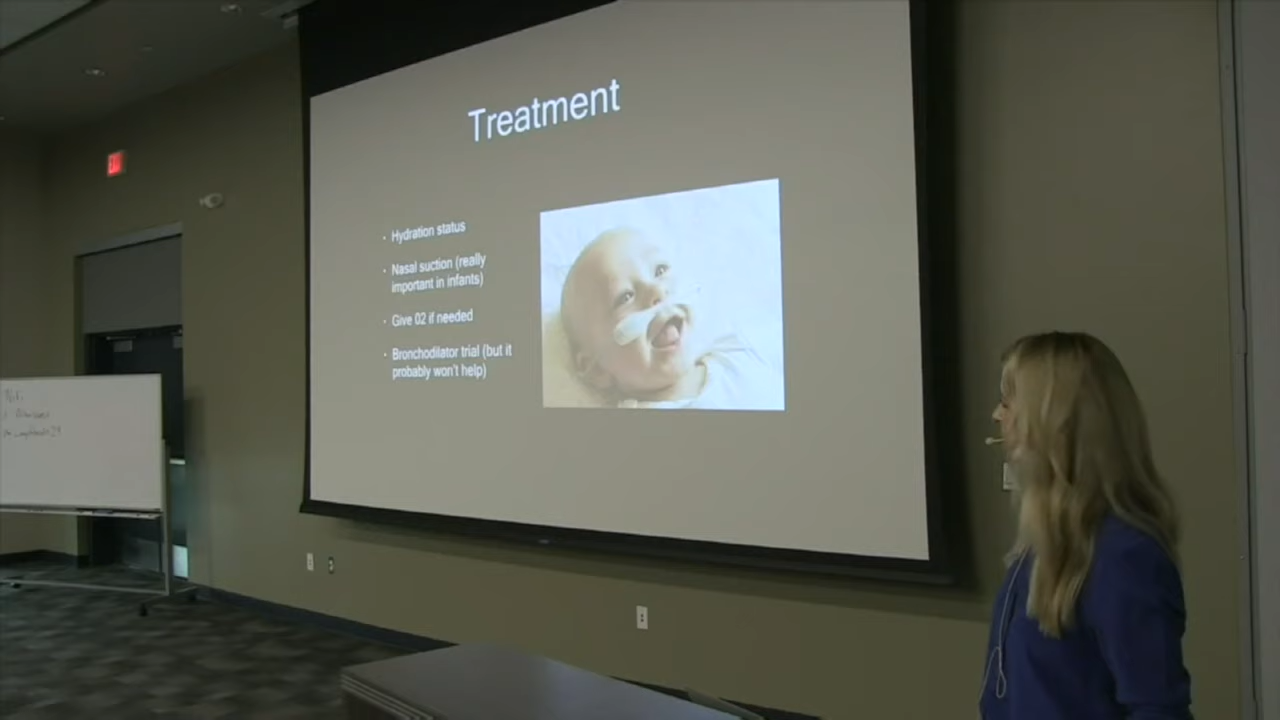 Treatment
· Hydration status
· Nasal suction (really
important in infants)
· Give 02 if needed
· Bronchodilator trial (but it
probably won't help)